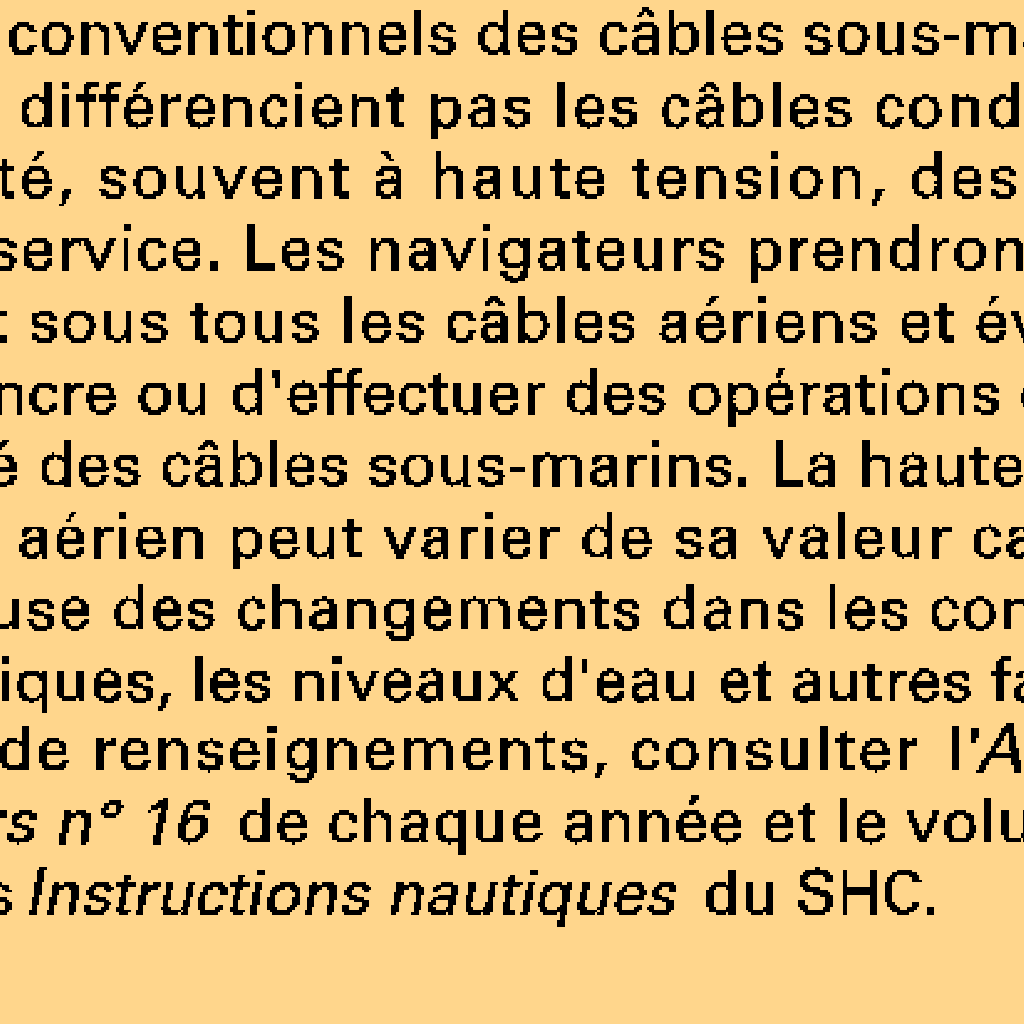 conventionnels des câbles sous-ma
différencient pas les câbles cond
té, souvent à haute tension, des
service. Les navigateurs prendron
t sous tous les câbles aériens et év
ncre ou d'effectuer des opérations
é des câbles sous-marins. La haute
aérien peut varier de sa valeur ca
use des changements dans les con
iques, les niveaux d'eau et autres fa
de renseignements, consulter l'A
rs n° 16 de chaque année et le volu
s Instructions nautiques du SHC.